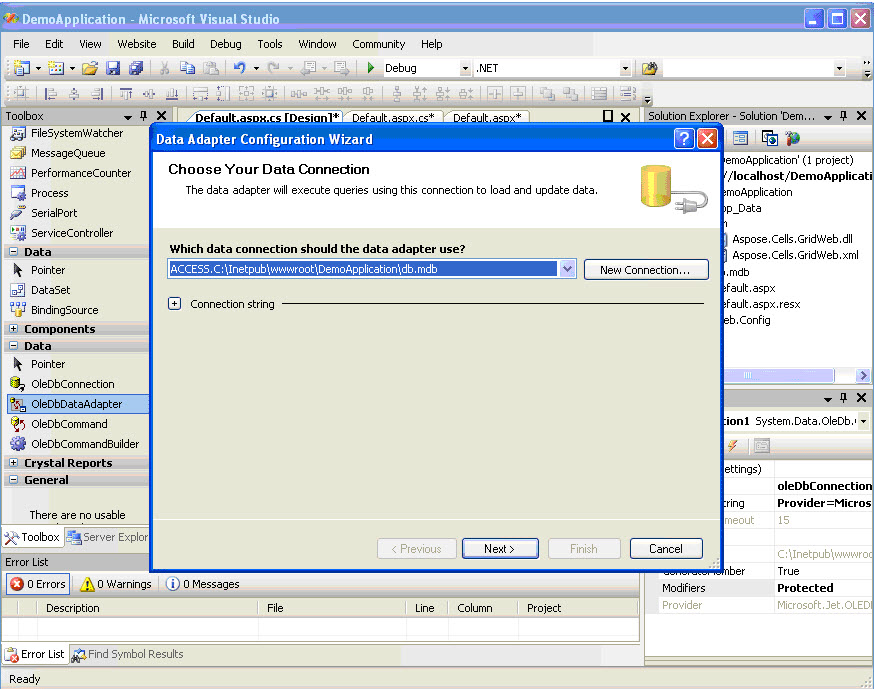 DemoApplication - Microsoft Visual Studio
File Edit View Website Build Debug Tools Window Community Help
Debug .NET
Toolbox
Default.aspx.cs [Design]* Default.aspx.cs* Default.aspx*
Solution Explorer - Solution 'Dem...
FileSystemWatcher
MessageQueue
PerformanceCounter
Process
SerialPort
ServiceController
Data
Pointer
DataSet
BindingSource
Components
Data
Pointer
OleDbConnection
OleDbDataAdapter
OleDbCommand
OleDbCommandBuilder
Crystal Reports
General
There are no usable
Toolbox Server Explor
Data Adapter Configuration Wizard
Choose Your Data Connection
The data adapter will execute queries using this connection to load and update data.
Which data connection should the data adapter use?
ACCESS.C:\Inetpub\wwwroot\DemoApplication\db.mdb
New Connection...
Connection string
< Previous Next > Finish Cancel
emoApplication' (1 project)
//localhost/DemoApplicati
emoApplication
pp_Data
n
Aspose.Cells.GridWeb.dll
Aspose.Cells.GridWeb.xml
.mdb
efault.aspx
efault.aspx.resx
eb.Config
tion1 System.Data.OleDb.
ettings)
oleDbConnection
tring Provider=Micros
meout 15
C:\Inetpub\wwwroo
GenerateMember True
Modifiers Protected
Provider Microsoft.Jet.OLED
Error List
0 Errors 0 Warnings 0 Messages
Description File Line Column Project
Error List Find Symbol Results
Ready